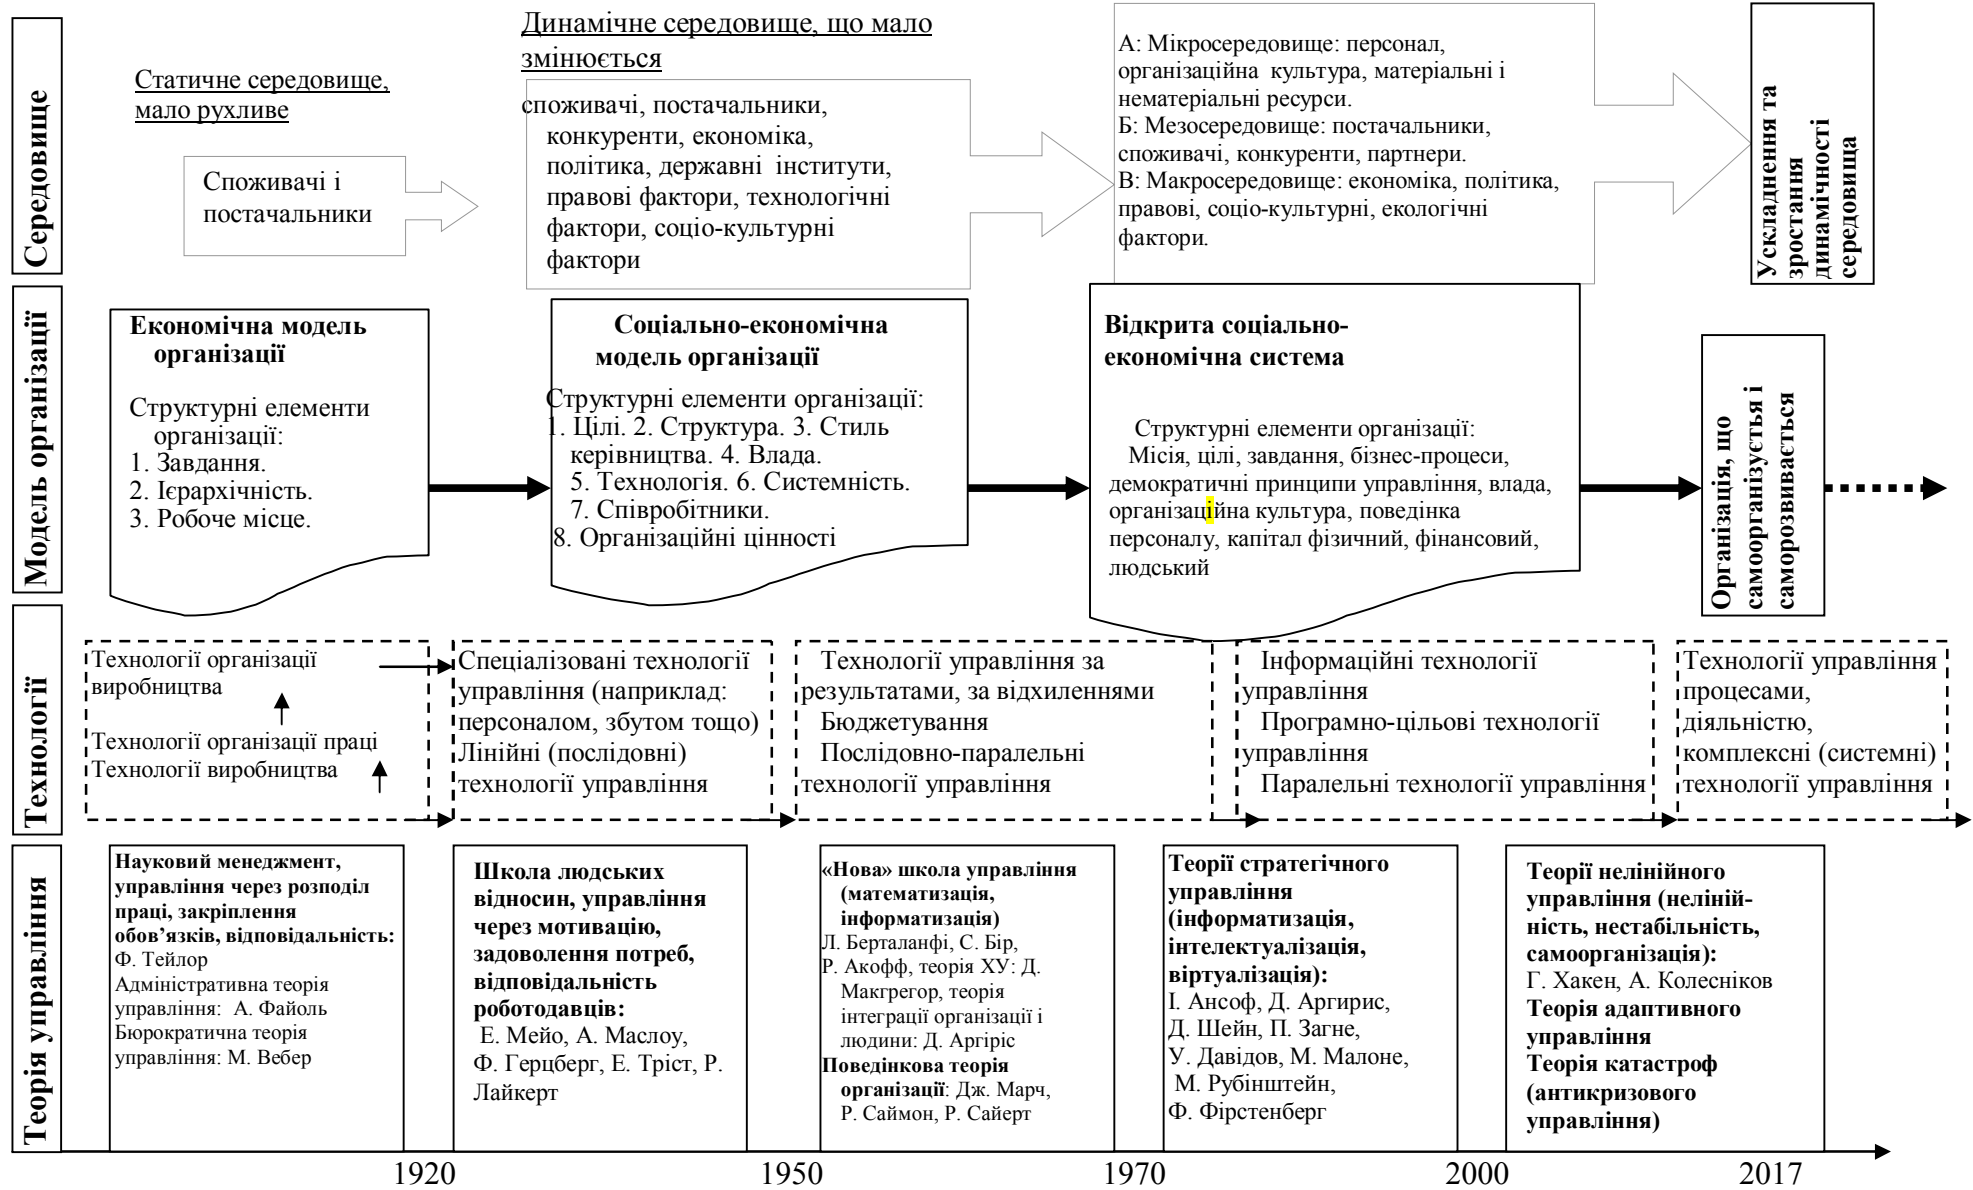 Середовище
Статичне середовище,
мало рухливе
Споживачі і
постачальники
Динамічне середовище, що мало
змінюється
споживачі, постачальники,
конкуренти, економіка,
політика, державні інститути,
правові фактори, технологічні
фактори, соціо-культурні
фактори
А: Мікросередовище: персонал,
організаційна культура, матеріальні і
нематеріальні ресурси.
Б: Мезосередовище: постачальники,
споживачі, конкуренти, партнери.
В: Макросередовище: економіка, політика,
правові, соціо-культурні, екологічні
фактори.
Ускладнення та
зростання
динамічності
середовища
Модель організації
Економічна модель
організації
Структурні елементи
організації:
1. Завдання.
2. Ієрархічність.
3. Робоче місце.
Соціально-економічна
модель організації
Структурні елементи організації:
1. Цілі. 2. Структура. 3. Стиль
керівництва. 4. Влада.
5. Технологія. 6. Системність.
7. Співробітники.
8. Організаційні цінності
Відкрита соціально-
економічна система
Структурні елементи організації:
Місія, цілі, завдання, бізнес-процеси,
демократичні принципи управління, влада,
організаційна культура, поведінка
персоналу, капітал фізичний, фінансовий,
людський
Організація, що
самоорганізується і
саморозвивається
Технології
Технології організації
виробництва
Технології організації праці
Технології виробництва
Спеціалізовані технології
управління (наприклад:
персоналом, збутом тощо)
Лінійні (послідовні)
технології управління
Технології управління за
результатами, за відхиленнями
Бюджетування
Послідовно-паралельні
технології управління
Інформаційні технології
управління
Програмно-цільові технології
управління
Паралельні технології управління
Технології управління
процесами,
діяльністю,
комплексні (системні)
технології управління
Теорія управління
Науковий менеджмент,
управління через розподіл
праці, закріплення
обов’язків, відповідальність:
Ф. Тейлор
Адміністративна теорія
управління: А. Файоль
Бюрократична теорія
управління: М. Вебер
Школа людських
відносин, управління
через мотивацію,
задоволення потреб,
відповідальність
роботодавців:
Е. Мейо, А. Маслоу,
Ф. Герцберг, Е. Тріст, Р.
Лайкерт
«Нова» школа управління
(математизація,
інформатизація)
Л. Берталанфі, С. Бір,
Р. Акофф, теорія ХУ: Д.
Макгрегор, теорія
інтеграції організації і
людини: Д. Аргіріс
Поведінкова теорія
організації: Дж. Марч,
Р. Саймон, Р. Сайерт
Теорії стратегічного
управління
(інформатизація,
інтелектуалізація,
віртуалізація):
І. Ансоф, Д. Аргирис,
Д. Шейн, П. Загне,
У. Давідов, М. Малоне,
М. Рубінштейн,
Ф. Фірстенберг
Теорії нелінійного
управління (неліній-
ність, нестабільність,
самоорганізація):
Г. Хакен, А. Колесніков
Теорія адаптивного
управління
Теорія катастроф
(антикризового
управління)
1920
1950
1970
2000
2017